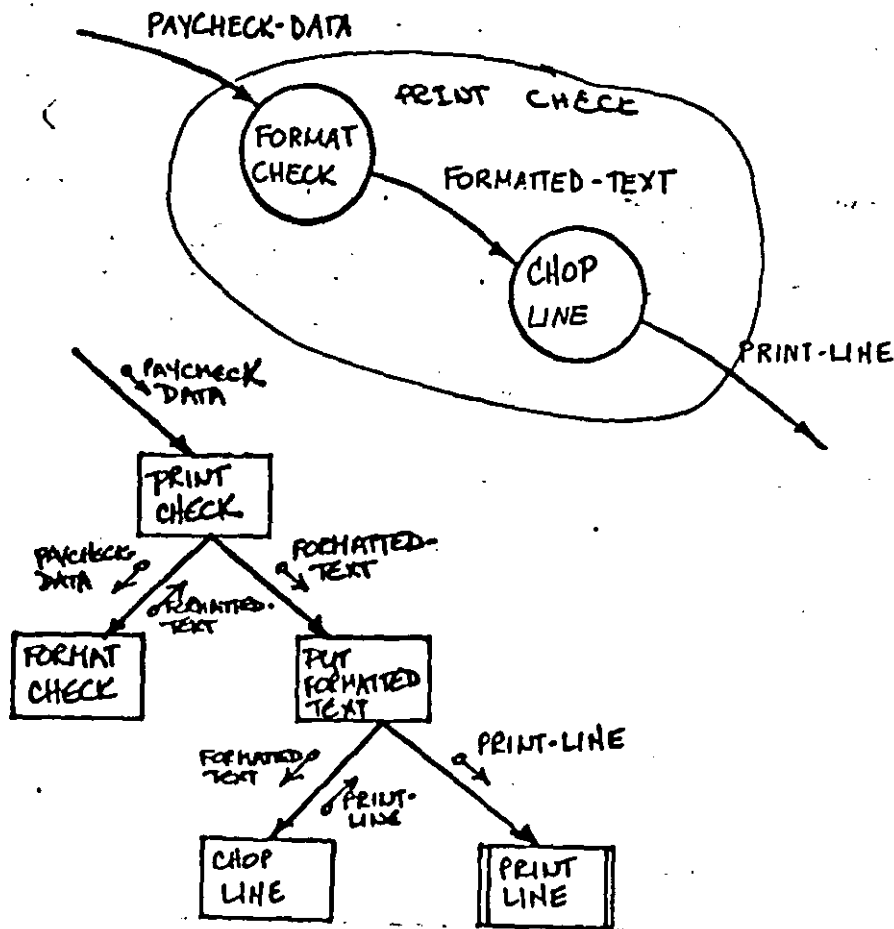 PAYCHECK-DATA
PRINT CHECK
FORMAT
CHECK
FORMATTED-TEXT
CHOP
LINE
PRINT-LINE
PAYCHECK
DATA
PRINT
CHECK
PAYCHECK-
DATA
FORMATTED-
TEXT
FORMATTED-
TEXT
FORMAT
CHECK
PUT
FORMATTED
TEXT
FORMATTED
TEXT
PRINT-
LINE
PRINT-LINE
CHOP
LINE
PRINT
LINE